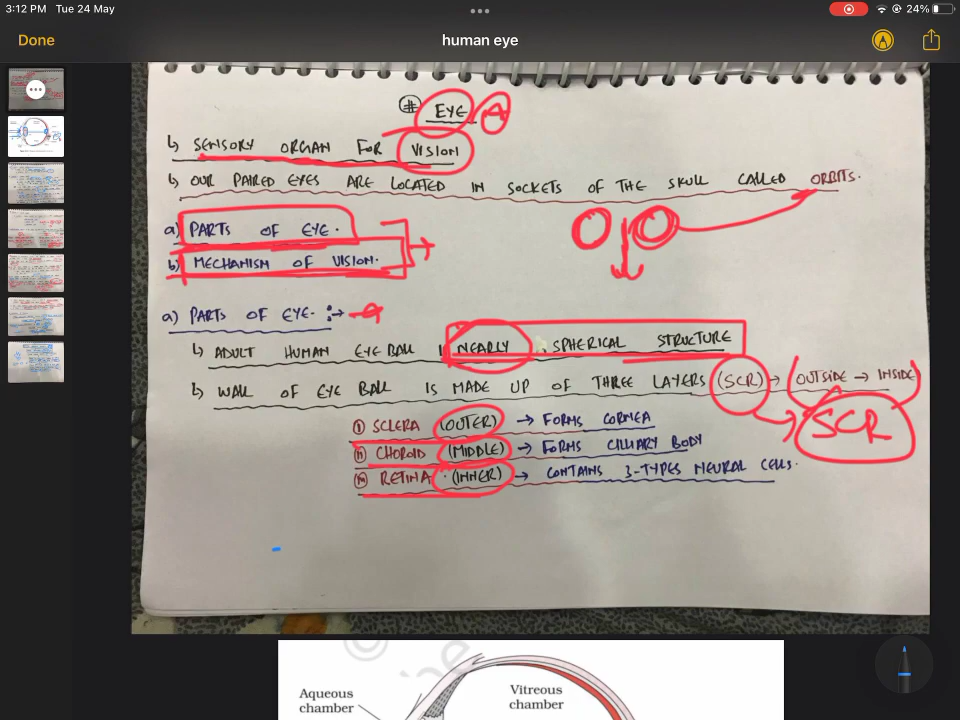 3:12 PM Tue 24 May
24%
Done
human eye
# EYE
↳ SENSORY ORGAN FOR VISION
↳ OUR PAIRED EYES ARE LOCATED IN SOCKETS OF THE SKULL CALLED ORBITS.
a) PARTS OF EYE.
b) MECHANISM OF VISION.
a) PARTS OF EYE :→
↳ ADULT HUMAN EYE BALL IS NEARLY SPHERICAL STRUCTURE
↳ WALL OF EYE BALL IS MADE UP OF THREE LAYERS (SCR) → (OUTSIDE → INSIDE)
SCR
(i) SCLERA (OUTER) → FORMS CORNEA
(ii) CHOROID (MIDDLE) → FORMS CILLIARY BODY
(iii) RETINA (INNER) → CONTAINS 3-TYPES NEURAL CELLS.
Aqueous
chamber
Vitreous
chamber